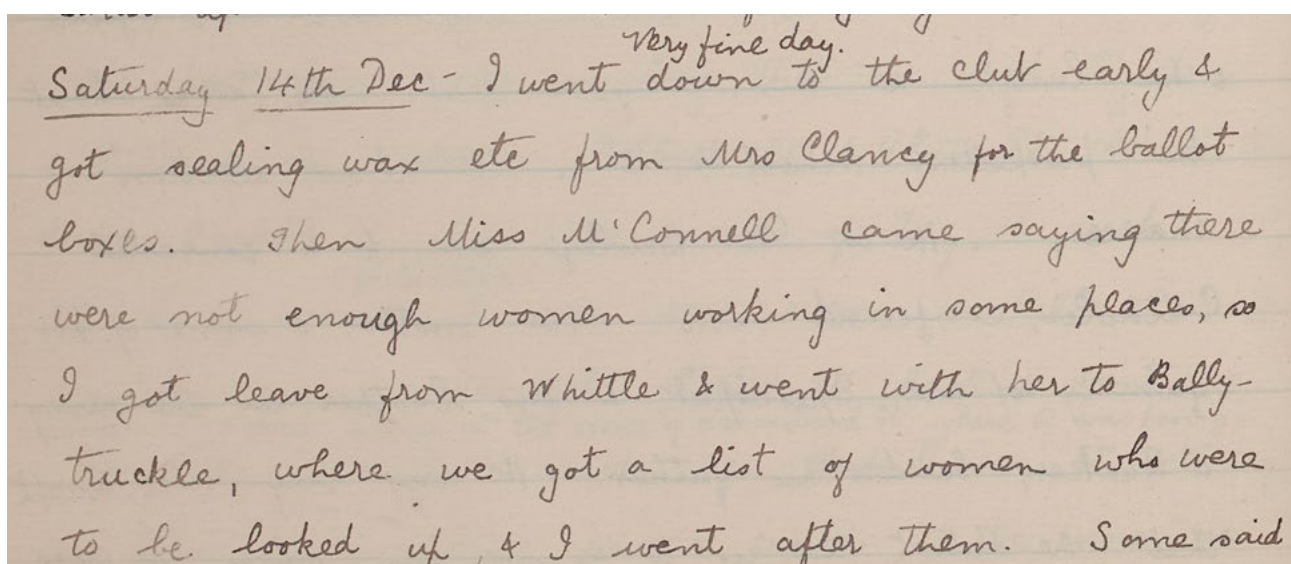 Very fine day.
Saturday 14th Dec - I went down to the club early &
got sealing wax etc from Mrs Clancy for the ballot
boxes. Then Miss M'Connell came saying there
were not enough women working in some places, so
I got leave from Whittle & went with her to Bally-
truckle, where we got a list of women who were
to be looked up, & I went after them. Some said